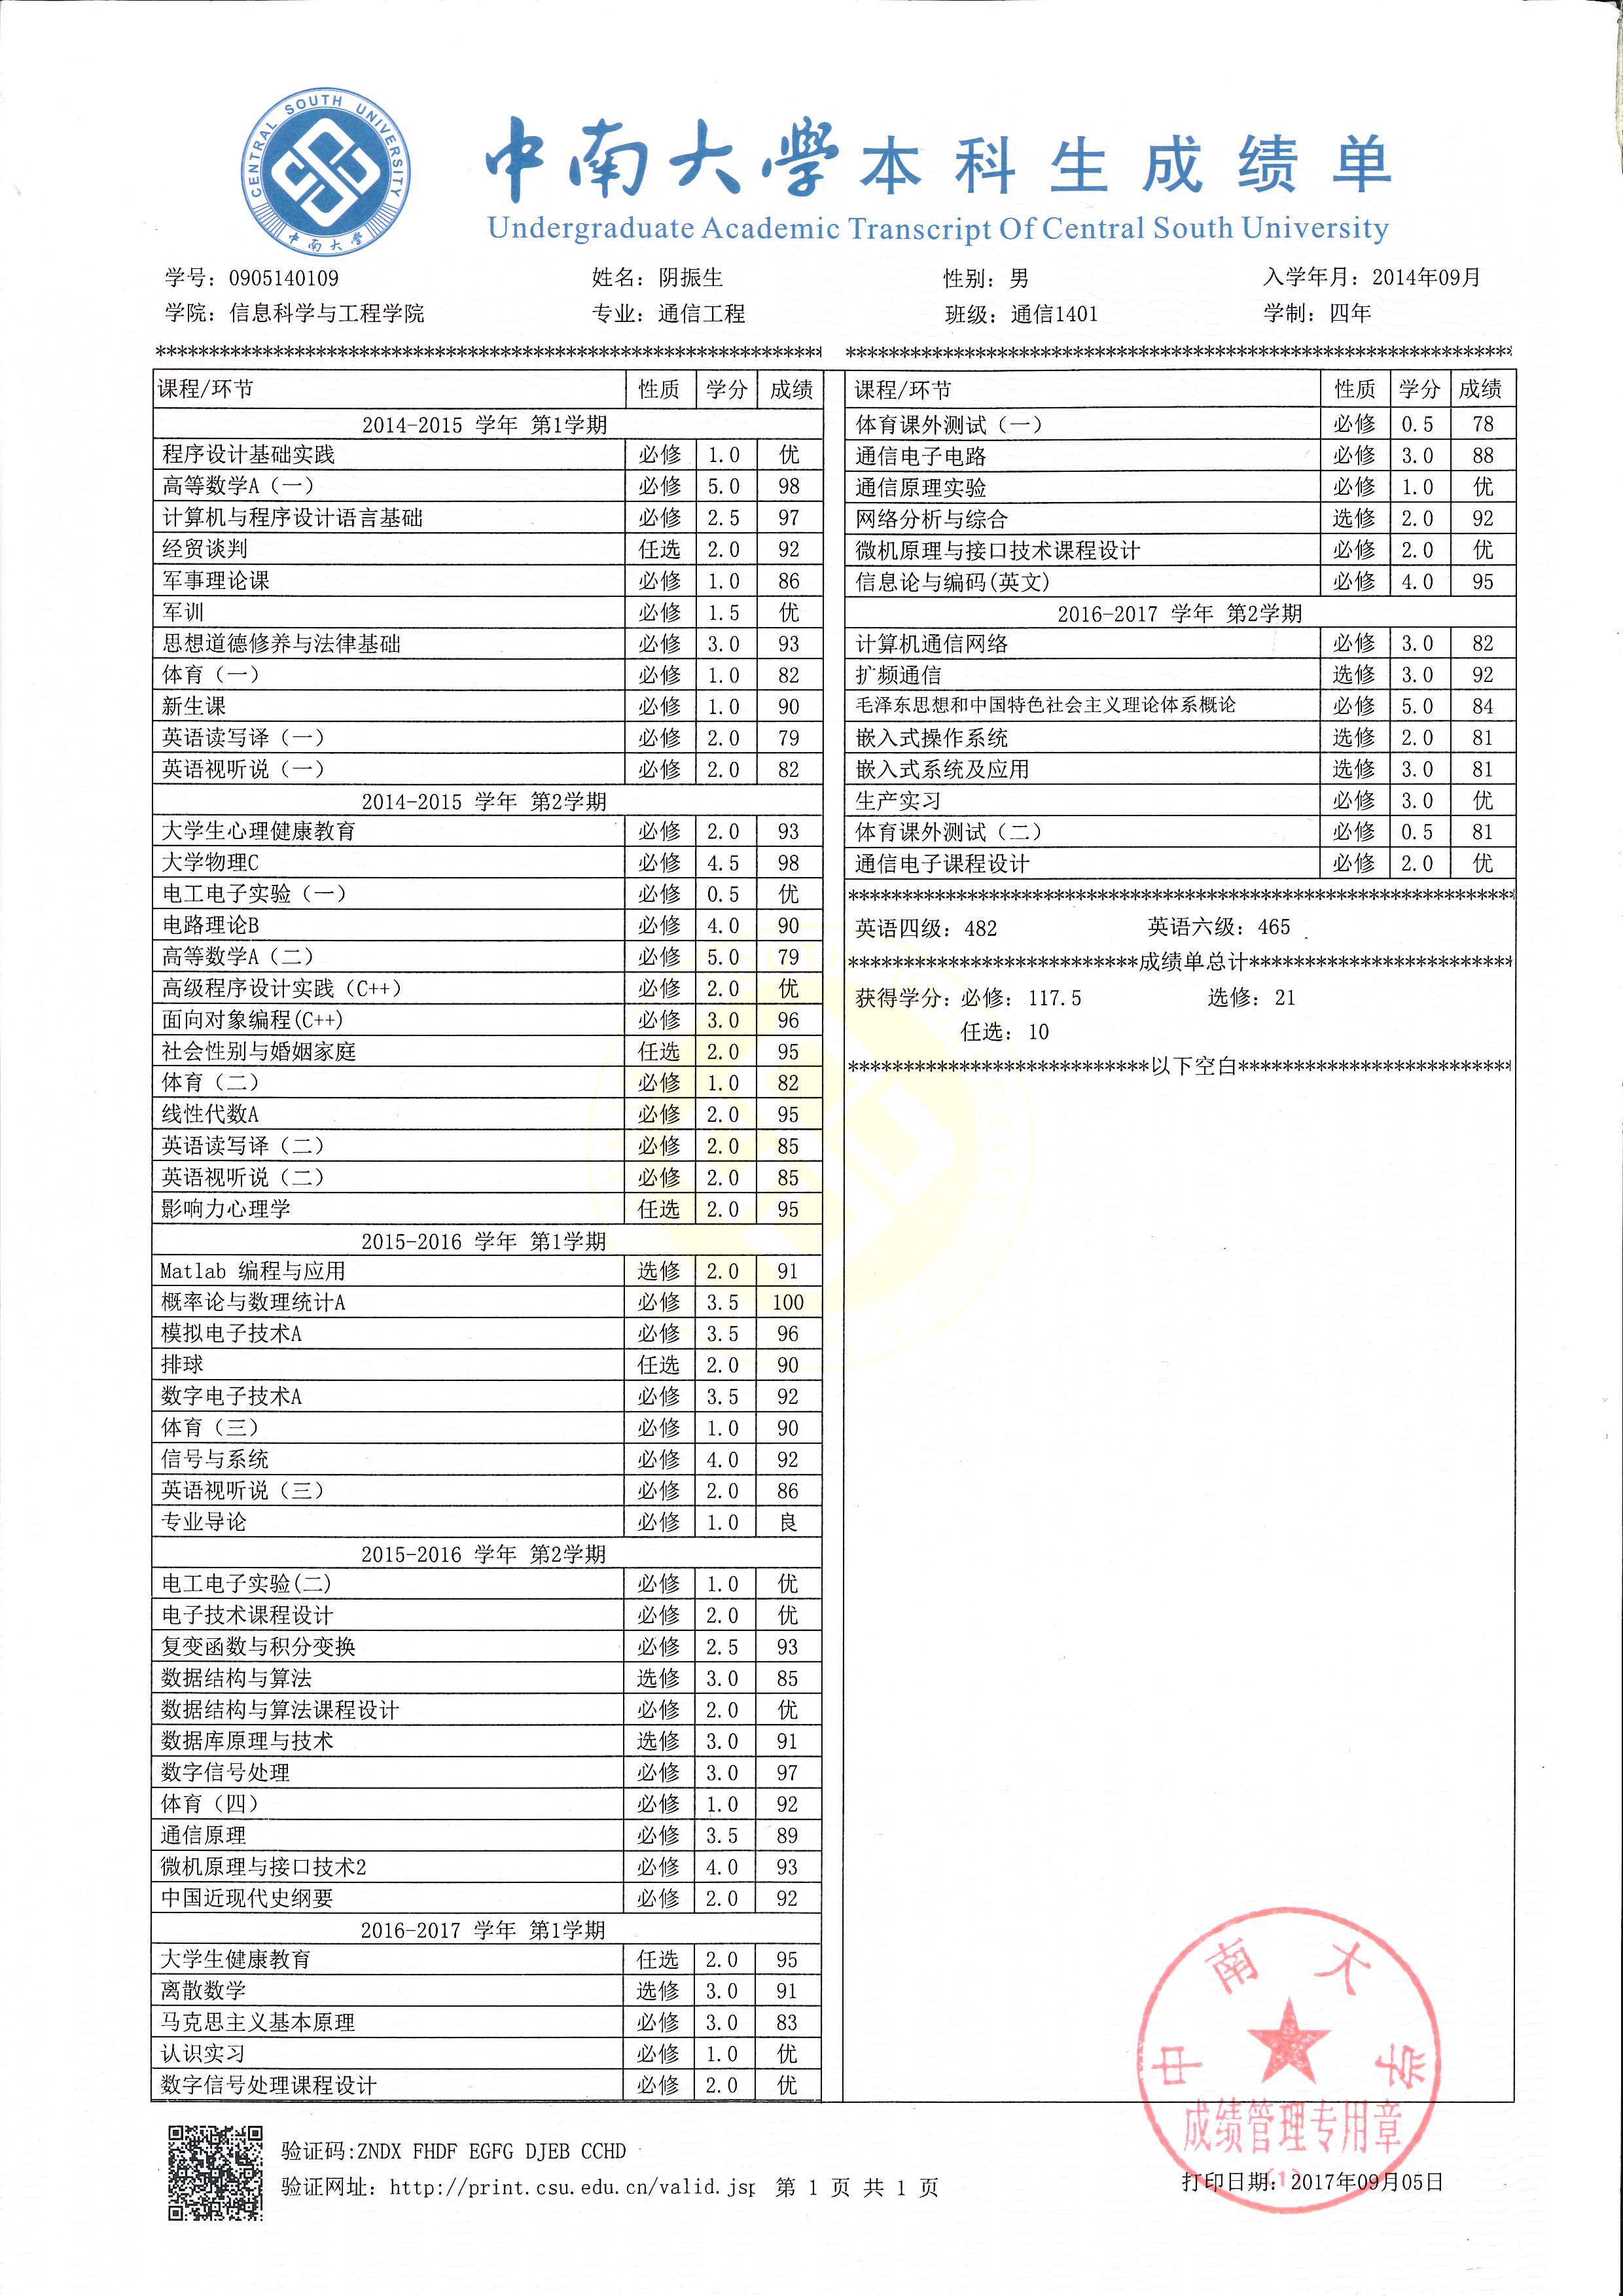 CENTRAL SOUTH UNIVERSITY
中南大学
中南大學本科生成绩单
Undergraduate Academic Transcript Of Central South University
学号：0905140109 姓名：阴振生 性别：男 入学年月：2014年09月
学院：信息科学与工程学院 专业：通信工程 班级：通信1401 学制：四年
课程/环节 性质 学分 成绩
2014-2015 学年 第1学期
程序设计基础实践 必修 1.0 优
高等数学A（一） 必修 5.0 98
计算机与程序设计语言基础 必修 2.5 97
经贸谈判 任选 2.0 92
军事理论课 必修 1.0 86
军训 必修 1.5 优
思想道德修养与法律基础 必修 3.0 93
体育（一） 必修 1.0 82
新生课 必修 1.0 90
英语读写译（一） 必修 2.0 79
英语视听说（一） 必修 2.0 82
2014-2015 学年 第2学期
大学生心理健康教育 必修 2.0 93
大学物理C 必修 4.5 98
电工电子实验（一） 必修 0.5 优
电路理论B 必修 4.0 90
高等数学A（二） 必修 5.0 79
高级程序设计实践（C++） 必修 2.0 优
面向对象编程(C++) 必修 3.0 96
社会性别与婚姻家庭 任选 2.0 95
体育（二） 必修 1.0 82
线性代数A 必修 2.0 95
英语读写译（二） 必修 2.0 85
英语视听说（二） 必修 2.0 85
影响力心理学 任选 2.0 95
2015-2016 学年 第1学期
Matlab 编程与应用 选修 2.0 91
概率论与数理统计A 必修 3.5 100
模拟电子技术A 必修 3.5 96
排球 任选 2.0 90
数字电子技术A 必修 3.5 92
体育（三） 必修 1.0 90
信号与系统 必修 4.0 92
英语视听说（三） 必修 2.0 86
专业导论 必修 1.0 良
2015-2016 学年 第2学期
电工电子实验(二) 必修 1.0 优
电子技术课程设计 必修 2.0 优
复变函数与积分变换 必修 2.5 93
数据结构与算法 选修 3.0 85
数据结构与算法课程设计 必修 2.0 优
数据库原理与技术 选修 3.0 91
数字信号处理 必修 3.0 97
体育（四） 必修 1.0 92
通信原理 必修 3.5 89
微机原理与接口技术2 必修 4.0 93
中国近现代史纲要 必修 2.0 92
2016-2017 学年 第1学期
大学生健康教育 任选 2.0 95
离散数学 选修 3.0 91
马克思主义基本原理 必修 3.0 83
认识实习 必修 1.0 优
数字信号处理课程设计 必修 2.0 优
课程/环节 性质 学分 成绩
体育课外测试（一） 必修 0.5 78
通信电子电路 必修 3.0 88
通信原理实验 必修 1.0 优
网络分析与综合 选修 2.0 92
微机原理与接口技术课程设计 必修 2.0 优
信息论与编码(英文) 必修 4.0 95
2016-2017 学年 第2学期
计算机通信网络 必修 3.0 82
扩频通信 选修 3.0 92
毛泽东思想和中国特色社会主义理论体系概论 必修 5.0 84
嵌入式操作系统 选修 2.0 81
嵌入式系统及应用 选修 3.0 81
生产实习 必修 3.0 优
体育课外测试（二） 必修 0.5 81
通信电子课程设计 必修 2.0 优
英语四级：482 英语六级：465
成绩单总计
获得学分：必修：117.5 选修：21
任选：10
以下空白
中南大学
成绩管理专用章
(1)
验证码:ZNDX FHDF EGFG DJEB CCHD
验证网址：http://print.csu.edu.cn/valid.jsp 第 1 页 共 1 页
打印日期：2017年09月05日